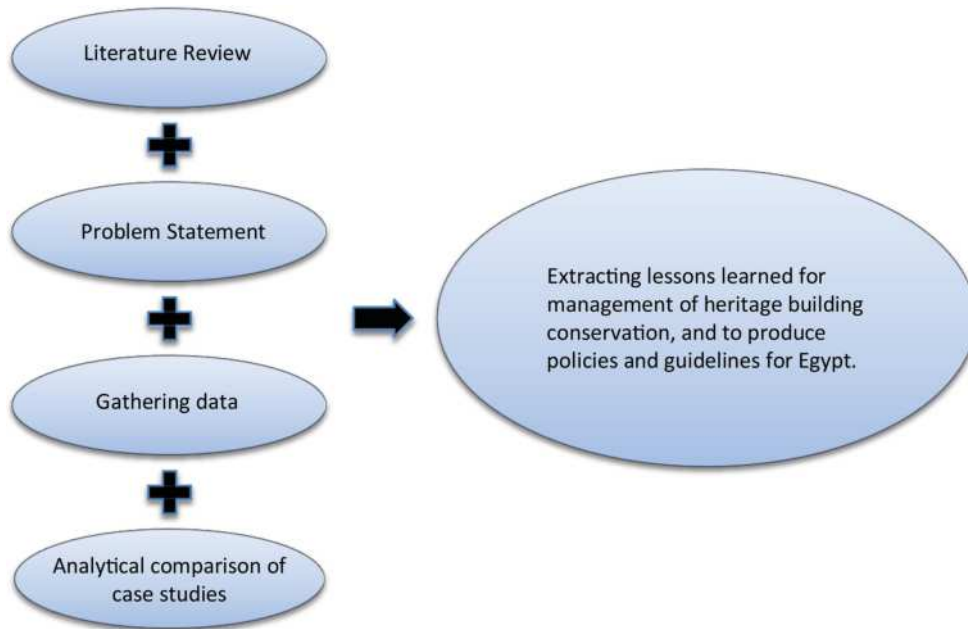 Literature Review
Problem Statement
Gathering data
Analytical comparison of
case studies
Extracting lessons learned for
management of heritage building
conservation, and to produce
policies and guidelines for Egypt.